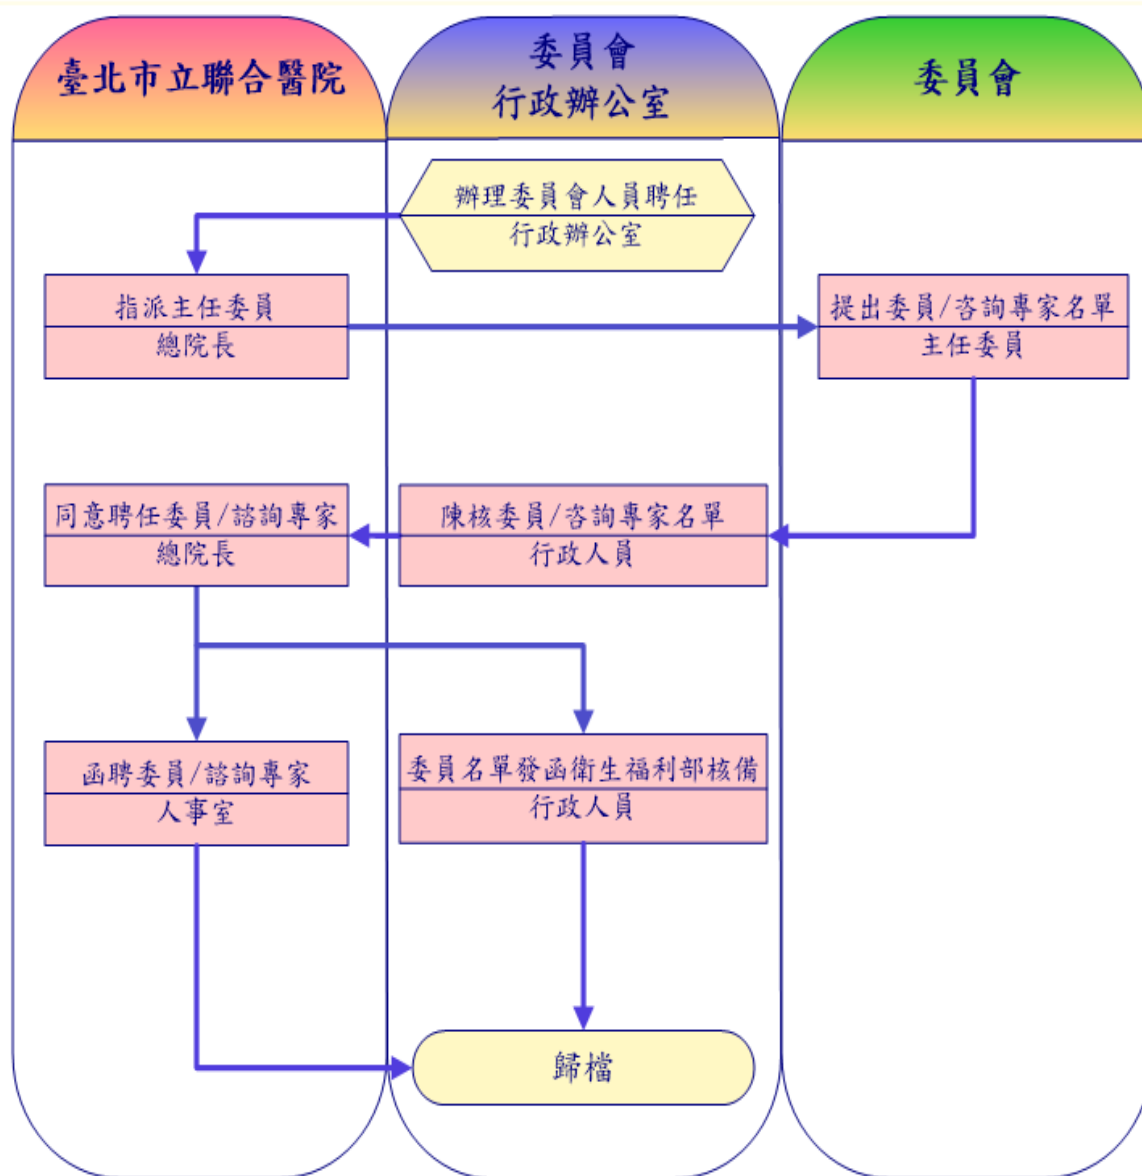 臺北市立聯合醫院
委員會
行政辦公室
委員會
辦理委員會人員聘任
行政辦公室
指派主任委員
總院長
提出委員/咨詢專家名單
主任委員
陳核委員/咨詢專家名單
行政人員
同意聘任委員/諮詢專家
總院長
函聘委員/諮詢專家
人事室
委員名單發函衛生福利部核備
行政人員
歸檔